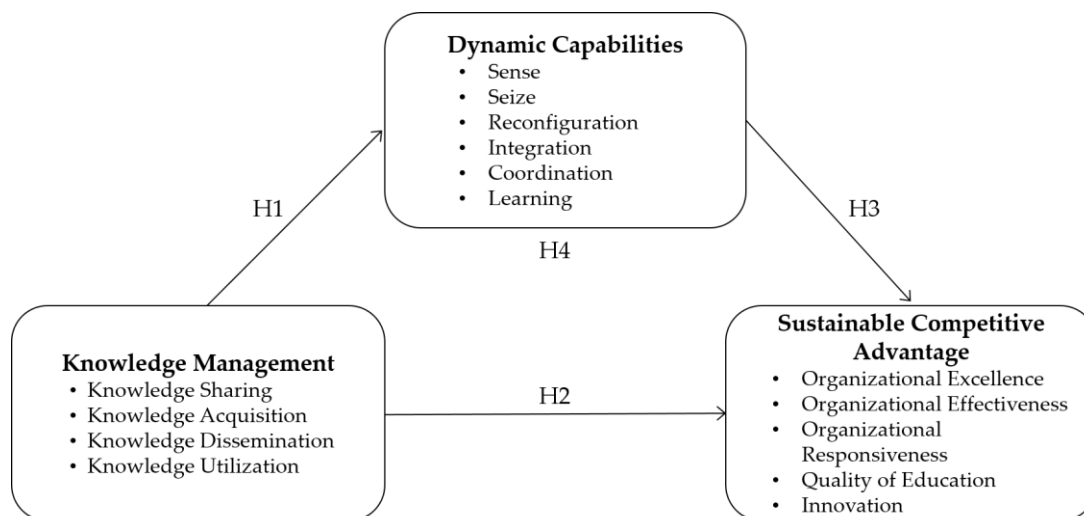 Dynamic Capabilities
• Sense
• Seize
• Reconfiguration
• Integration
• Coordination
• Learning
H1
H3
H4
Knowledge Management
• Knowledge Sharing
• Knowledge Acquisition
• Knowledge Dissemination
• Knowledge Utilization
H2
Sustainable Competitive
Advantage
• Organizational Excellence
• Organizational Effectiveness
• Organizational
Responsiveness
• Quality of Education
• Innovation